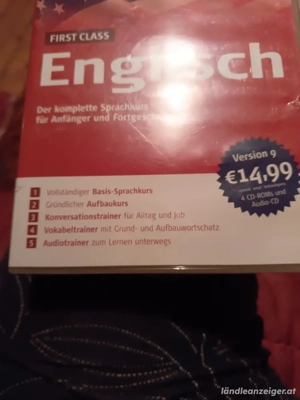 FIRST CLASS
Englisch
Der komplette Sprachkurs
für Anfänger und
Version 9
€14,99
4 CD-ROMs und
Audio-CD
1 Vollständiger Basis-Sprachkurs
2 Gründlicher Aufbaukurs
3 Konversationstrainer für Alltag und Job
4 Vokabeltrainer mit Grund- und Aufbauwortschatz
5 Audiotrainer zum Lernen unterwegs
ländleanzeiger.at